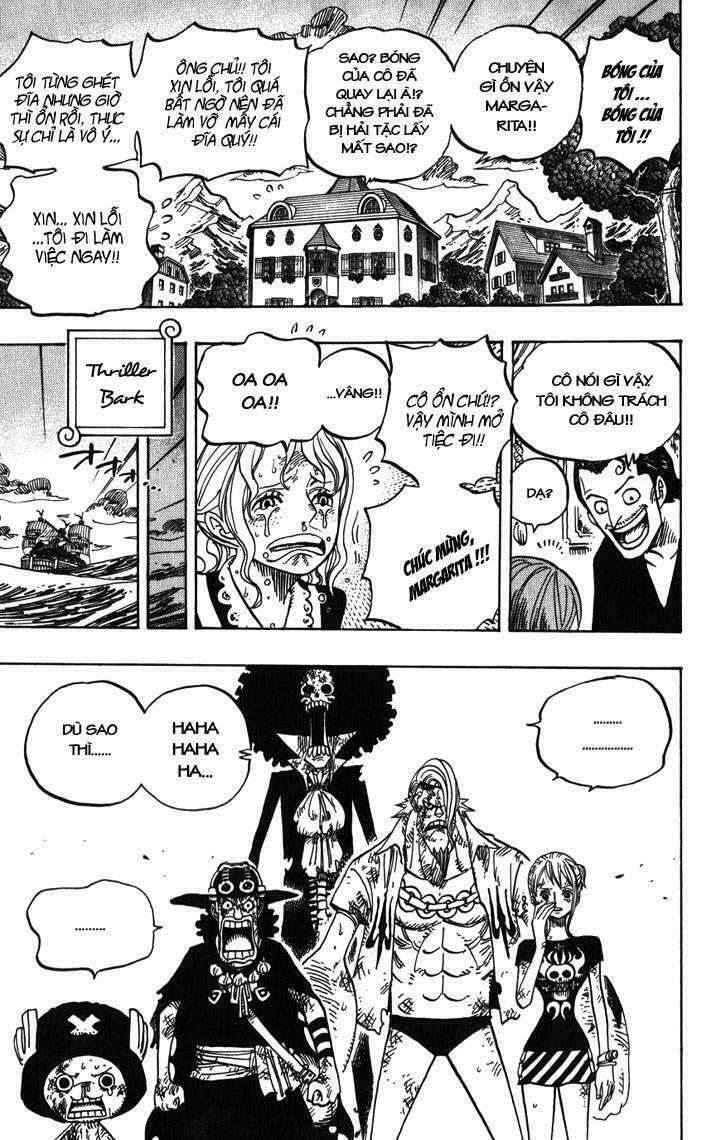 BÓNG CỦA
TÔI ...
BÓNG CỦA
TÔI !!
CHUYỆN
GÌ ỒN VẬY
MARGA-
RITA!!
SAO? BÓNG
CỦA CÔ ĐÃ
QUAY LẠI À!?
CHẲNG PHẢI ĐÃ
BỊ HẢI TẶC LẤY
MẤT SAO!?
ÔNG CHỦ!! TÔI
XIN LỖI, TÔI QUÁ
BẤT NGỜ NÊN ĐÃ
LÀM VỠ MẤY CÁI
ĐĨA QUÝ!!
TÔI TỪNG GHÉT
ĐĨA NHƯNG GIỜ
THÌ ỔN RỒI, THỰC
SỰ CHỈ LÀ VÔ Ý...
XIN... XIN LỖI
...TÔI ĐI LÀM
VIỆC NGAY!!
CÔ NÓI GÌ VẬY.
TÔI KHÔNG TRÁCH
CÔ ĐÂU!!
DẠ?
CÔ ỔN CHỨ!?
VẬY MÌNH MỞ
TIỆC ĐI!!
CHÚC MỪNG,
MARGARITA !!!
...VÂNG!!
OA OA
OA!!
Thriller
Bark
.........
...............
HAHA
HAHA
HA...
DÙ SAO
THÌ......
.........